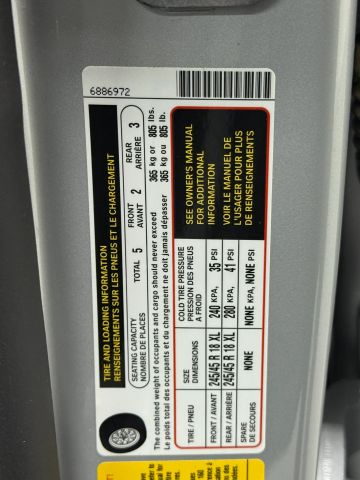 6886972
TIRE AND LOADING INFORMATION
RENSEIGNEMENTS SUR LES PNEUS ET LE CHARGEMENT
SEATING CAPACITY TOTAL 5 FRONT 2 REAR 3
NOMBRE DE PLACES AVANT ARRIÈRE
The combined weight of occupants and cargo should never exceed 365 kg or 805 lbs.
Le poids total des occupants et du chargement ne doit jamais dépasser 365 kg ou 805 lb.
TIRE / PNEU SIZE DIMENSIONS COLD TIRE PRESSURE PRESSION DES PNEUS A FROID
FRONT / AVANT 245/45 R 18 XL 240 KPA, 35 PSI
REAR / ARRIÈRE 245/45 R 18 XL 280 KPA, 41 PSI
SPARE DE SECOURS NONE NONE KPA, NONE PSI
SEE OWNER'S MANUAL
FOR ADDITIONAL
INFORMATION
VOIR LE MANUEL DE
L'USAGER POUR PLUS
DE RENSEIGNEMENTS